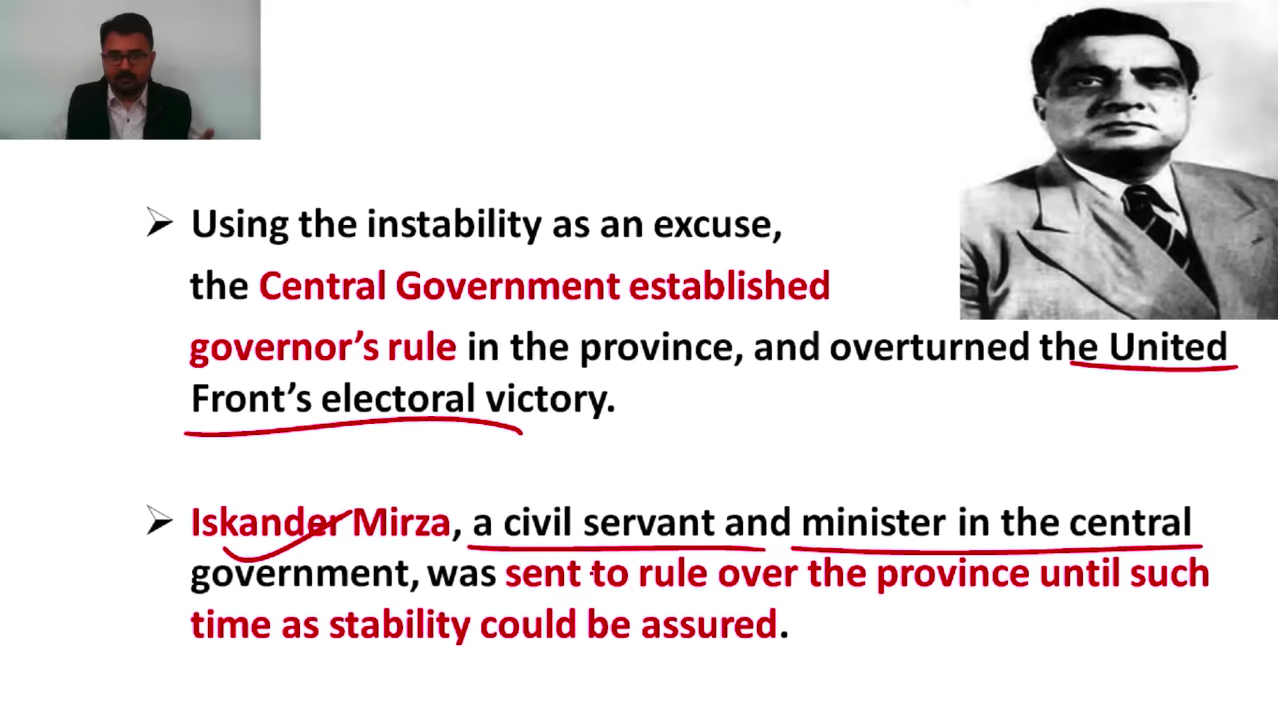 ➢ Using the instability as an excuse,
the Central Government established
governor’s rule in the province, and overturned the United
Front’s electoral victory.
➢ Iskander Mirza, a civil servant and minister in the central
government, was sent to rule over the province until such
time as stability could be assured.